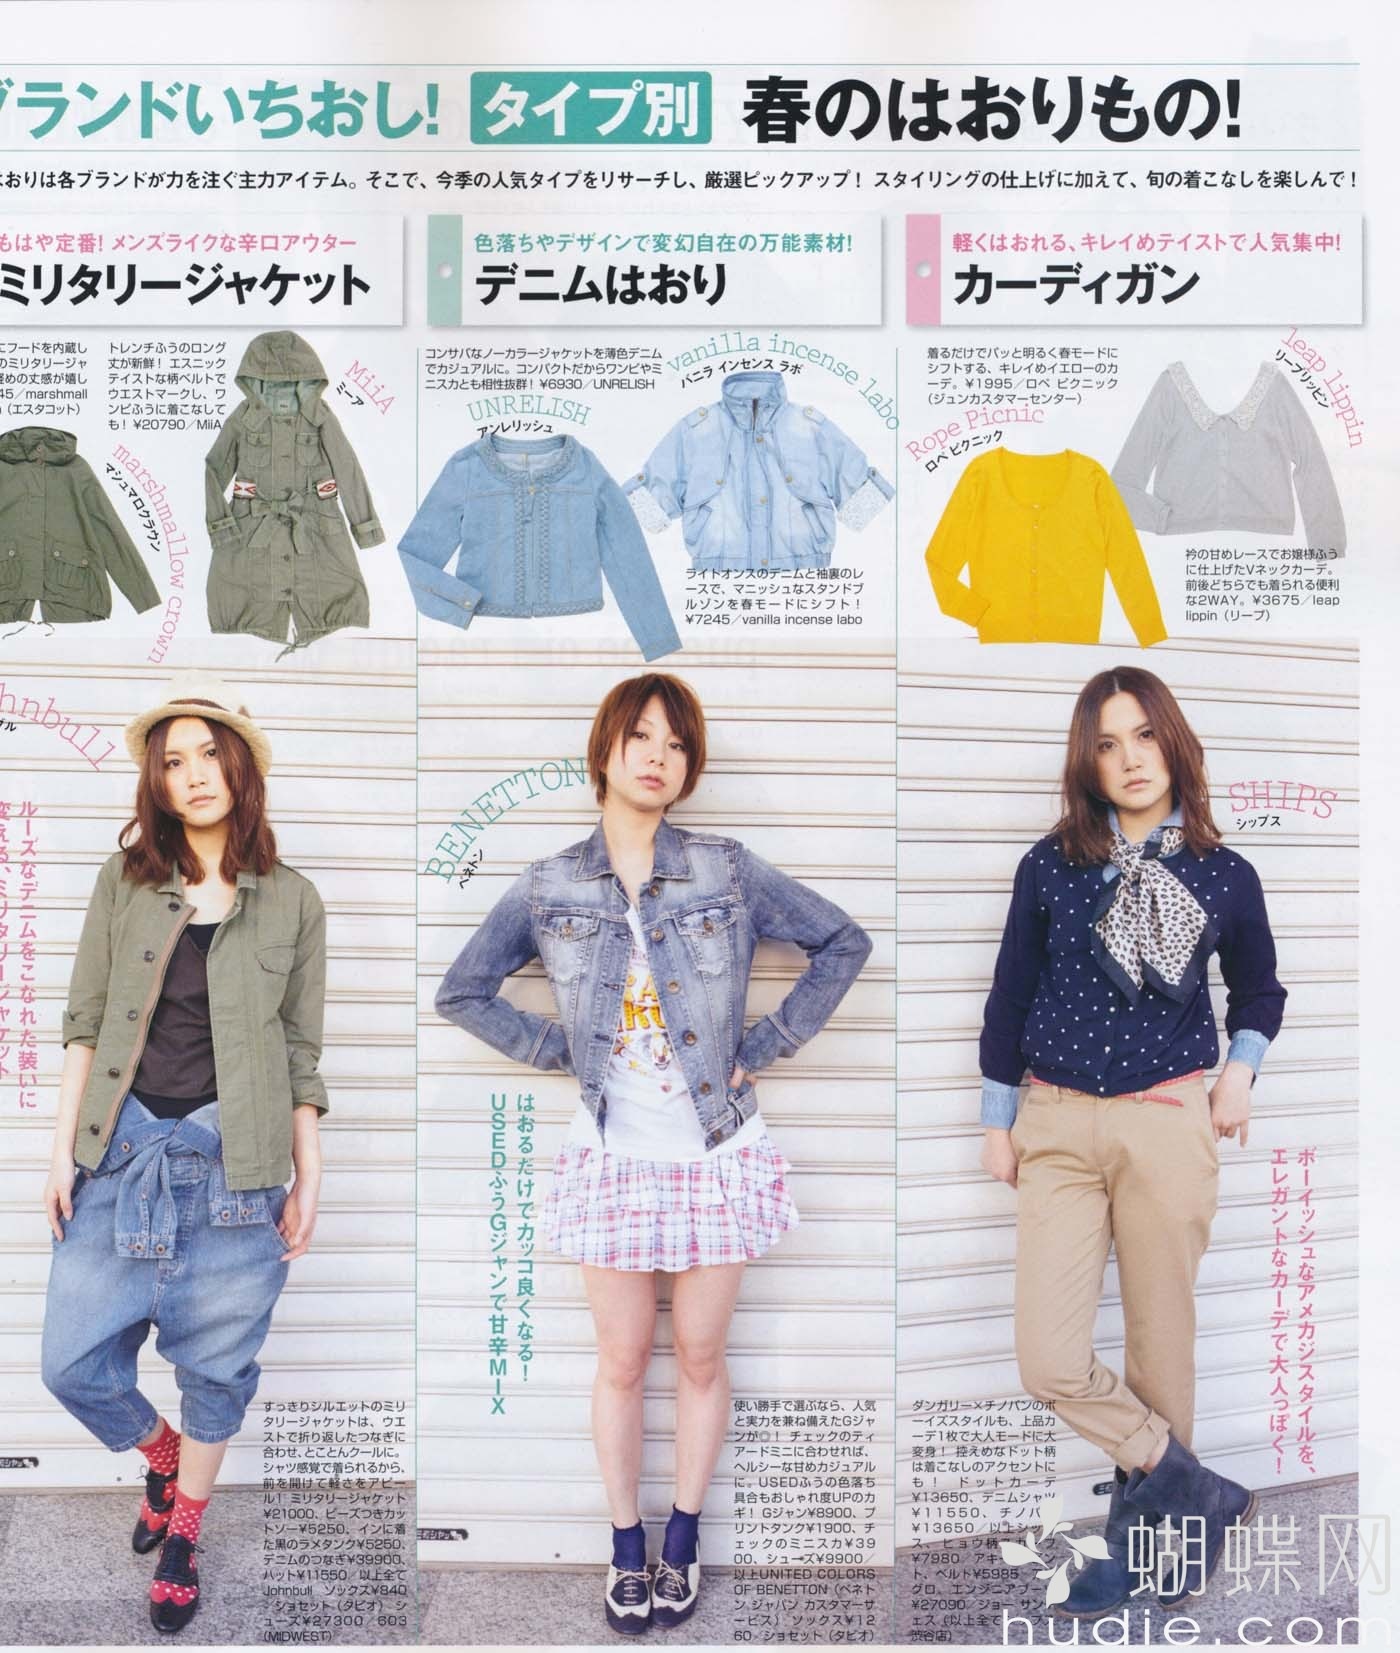 ブランドいちおし! タイプ別 春のはおりもの!
はおりは各ブランドが力を注ぐ主力アイテム。そこで、今季の人気タイプをリサーチし、厳選ピックアップ! スタイリングの仕上げに加えて、旬の着こなしを楽しんで!
もはや定番! メンズライクな辛口アウター
ミリタリージャケット
にフードを内蔵し
のミリタリージャ
めの丈感が嬉し
45／marshmall
（エスタコット）
トレンチふうのロング
丈が新鮮! エスニック
テイストな柄ベルトで
ウエストマークし、ワ
ンピふうに着こなして
も! ¥20790／MiiA
MiiA
ミーア
marshmallow crown
マシュマロクラウン
色落ちやデザインで変幻自在の万能素材!
デニムはおり
コンサバなノーカラージャケットを薄色デニム
でカジュアルに。コンパクトだからワンピやミ
ニスカとも相性抜群! ¥6930／UNRELISH
UNRELISH
アンレリッシュ
vanilla incense labo
バニラ インセンス ラボ
ライトオンスのデニムと袖裏のレ
ースで、マニッシュなスタンドブ
ルゾンを春モードにシフト!
¥7245／vanilla incense labo
軽くはおれる、キレイめテイストで人気集中!
カーディガン
着るだけでパッと明るく春モードに
シフトする、キレイめイエローのカ
ーデ。¥1995／ロペ ピクニック
（ジュンカスタマーセンター）
Rope Picnic
ロペ ピクニック
leap lippin
リープリッピン
衿の甘めレースでお嬢様ふう
に仕上げたVネックカーデ。
前後どちらでも着られる便利
な2WAY。¥3675／leap
lippin（リープ）
hnbull
ブル
ルーズなデニムをこなれた装いに
変える、ミリタリージャケット
すっきりシルエットのミリ
タリージャケットは、ウエ
ストで折り返したつなぎに
合わせ、とことんクールに。
シャツ感覚で着られるから、
前を開けて軽さをアピー
ル! ミリタリージャケット
¥21000、ビーズつきカッ
トソー¥5250、インに着
た黒のラメタンク¥5250、
デニムのつなぎ¥39900、
ハット¥11550／以上全て
Johnbull ソックス¥840
／ショセット（タビオ）シ
ューズ¥27300／603
（MIDWEST）
BENETTON
ベネトン
はおるだけでカッコ良くなる!
USEDふうGジャンで甘辛MIX
使い勝手で選ぶなら、人気
と実力を兼ね備えたGジャ
ンが◎! チェックのティ
アードミニに合わせれば、
ヘルシーな甘めカジュアル
に。USEDふうの色落ち
具合もおしゃれ度UPのカ
ギ! Gジャン¥8900、プ
リントタンク¥1900、チ
ェックのミニスカ¥39
00、シューズ¥9900／
以上UNITED COLORS
OF BENETTON（ベネト
ン ジャパン カスタマーサ
ービス） ソックス¥12
60／ショセット（タビオ）
SHIPS
シップス
ボーイッシュなアメカジスタイルを、
エレガントなカーデで大人っぽく!
ダンガリー×チノパンのボ
ーイズスタイルも、上品カ
ーデ1枚で大人モードに大
変身! 控えめなドット柄
は着こなしのアクセントに
も! ドットカーデ
¥13650、デニムシャツ
¥11550、チノパン
¥13650／以上シップ
ス、ヒョウ柄
¥7980／アキ
ト、ベルト¥5985
グロ、エンジニアブーツ
¥27090／ジョー サン
ェス（以上全て
渋谷店）
蝴蝶网
hudie.com